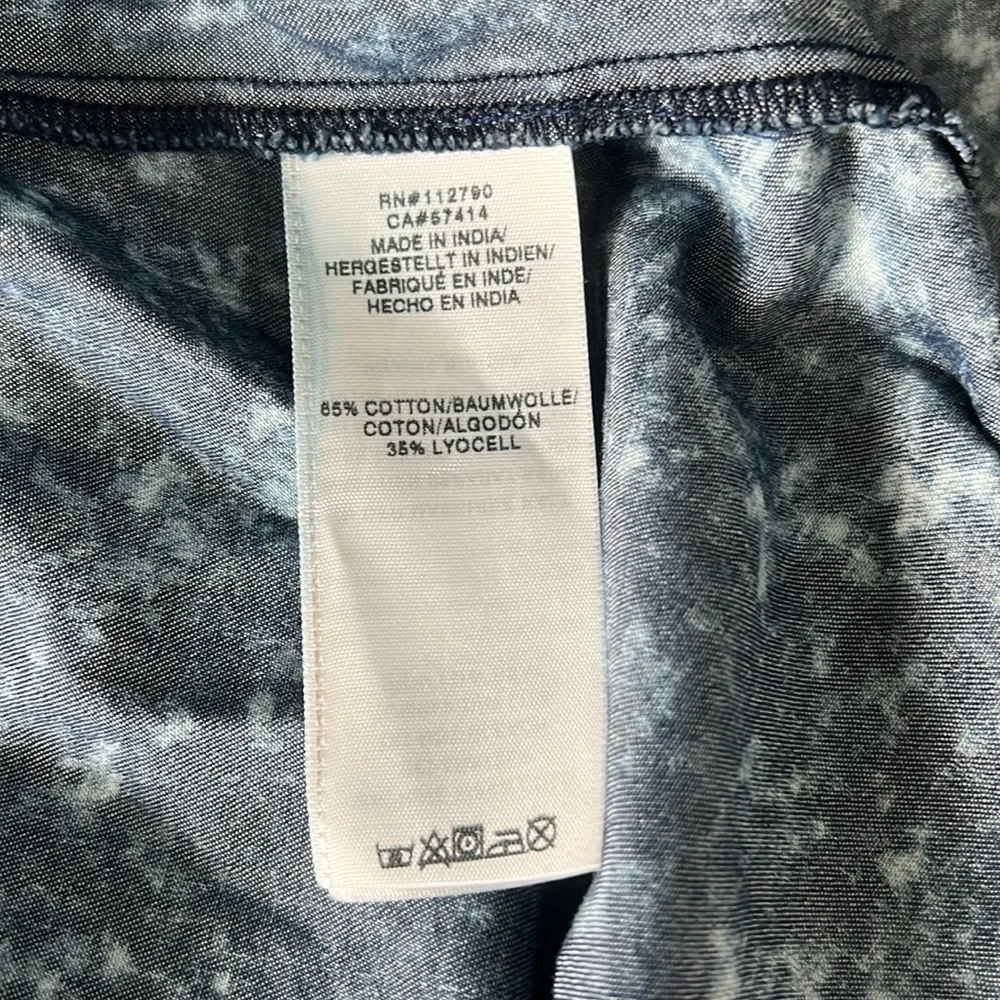 RN#112790
CA#57414
MADE IN INDIA/
HERGESTELLT IN INDIEN/
FABRIQUÉ EN INDE/
HECHO EN INDIA
65% COTTON/BAUMWOLLE/
COTON/ALGODÓN
35% LYOCELL